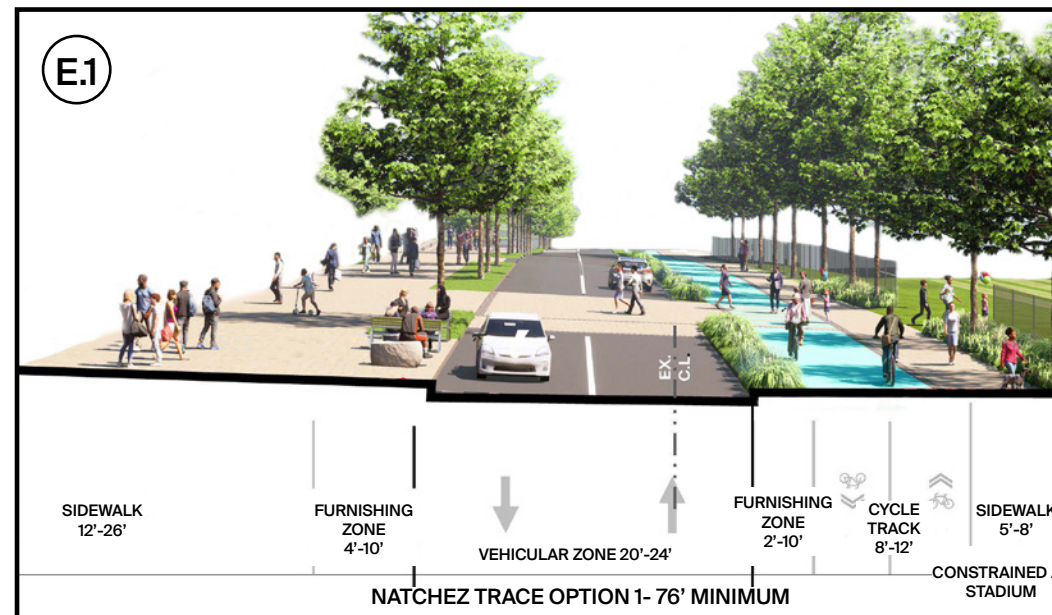 E.1
EX.
C.L.
SIDEWALK
12'-26'
FURNISHING
ZONE
4'-10'
VEHICULAR ZONE 20'-24'
FURNISHING
ZONE
2'-10'
CYCLE
TRACK
8'-12'
SIDEWALK
5'-8'
CONSTRAINED
STADIUM
NATCHEZ TRACE OPTION 1- 76' MINIMUM